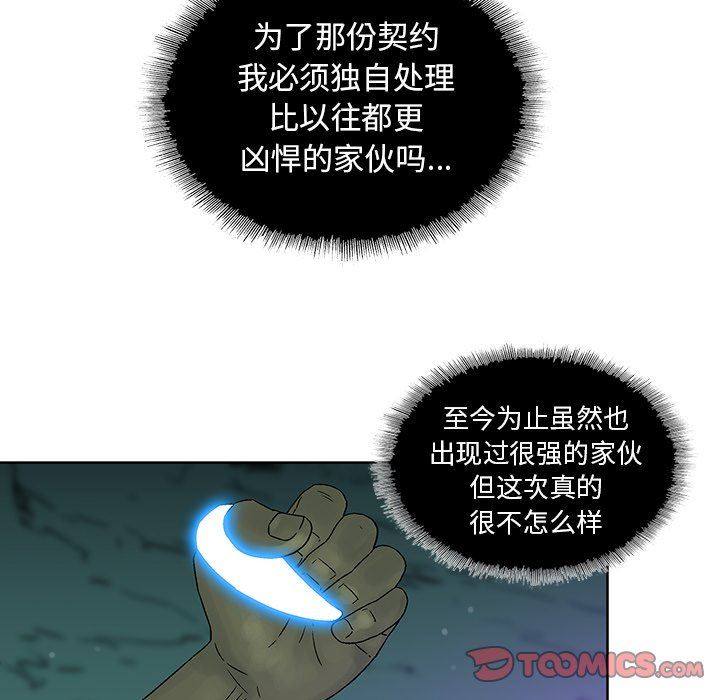 为了那份契约
我必须独自处理
比以往都更
凶悍的家伙吗...
至今为止虽然也
出现过很强的家伙
但这次真的
很不怎么样
TOOMICS.COM